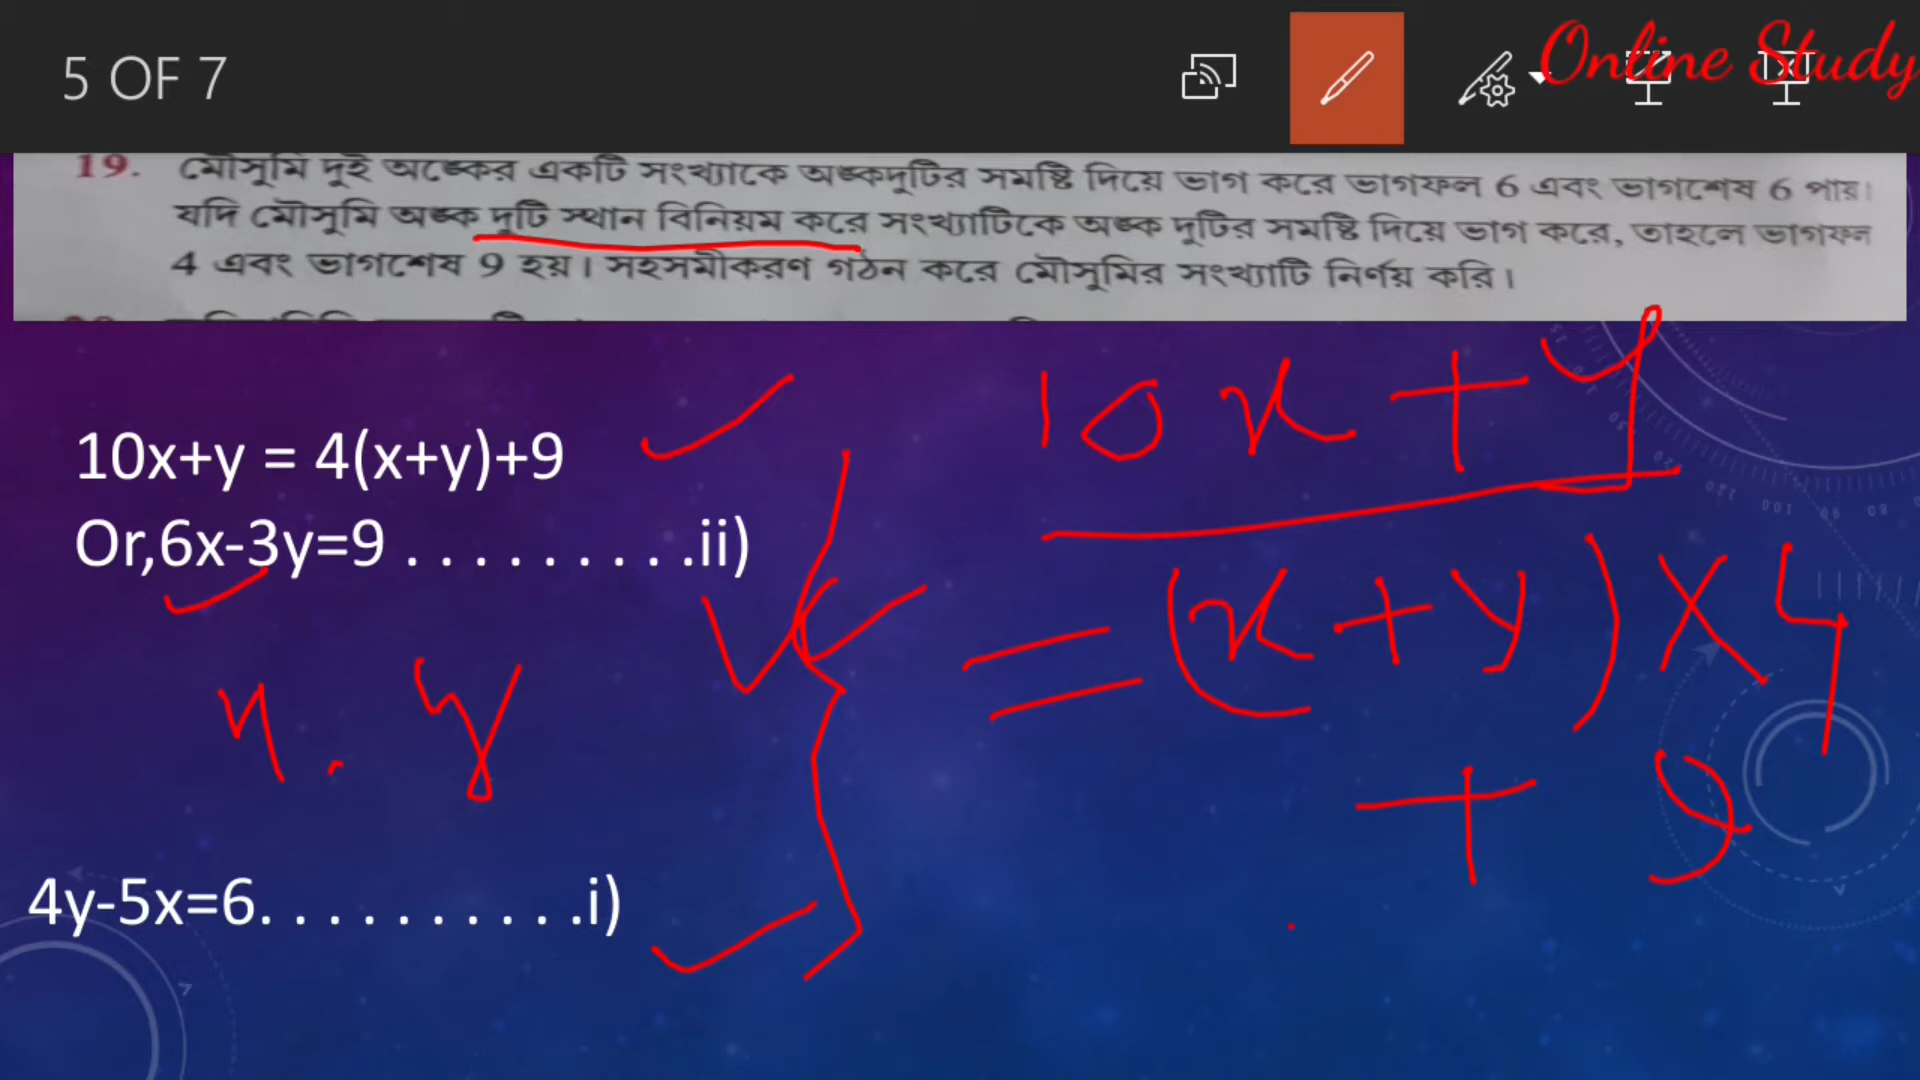 5 OF 7
Online Study
19. মৌসুমি দুই অঙ্কের একটি সংখ্যাকে অঙ্কদুটির সমষ্টি দিয়ে ভাগ করে ভাগফল 6 এবং ভাগশেষ 6 পায়।
যদি মৌসুমি অঙ্ক দুটি স্থান বিনিয়ম করে সংখ্যাটিকে অঙ্ক দুটির সমষ্টি দিয়ে ভাগ করে, তাহলে ভাগফল
4 এবং ভাগশেষ 9 হয়। সহসমীকরণ গঠন করে মৌসুমির সংখ্যাটি নির্ণয় করি।
10x+y = 4(x+y)+9
Or,6x-3y=9 . . . . . . . . .ii)
x . y
4y-5x=6. . . . . . . . . .i)
10x + y
= (x+y) x 4
+ 9